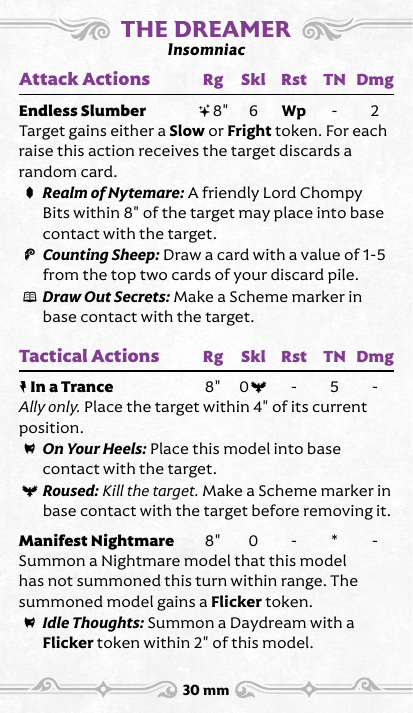 THE DREAMER
Insomniac
Attack Actions Rg Skl Rst TN Dmg
Endless Slumber 8" 6 Wp - 2
Target gains either a Slow or Fright token. For each
raise this action receives the target discards a
random card.
Realm of Nytemare: A friendly Lord Chompy
Bits within 8" of the target may place into base
contact with the target.
Counting Sheep: Draw a card with a value of 1-5
from the top two cards of your discard pile.
Draw Out Secrets: Make a Scheme marker in
base contact with the target.
Tactical Actions Rg Skl Rst TN Dmg
In a Trance 8" 0 - 5 -
Ally only. Place the target within 4" of its current
position.
On Your Heels: Place this model into base
contact with the target.
Roused: Kill the target. Make a Scheme marker in
base contact with the target before removing it.
Manifest Nightmare 8" 0 - * -
Summon a Nightmare model that this model
has not summoned this turn within range. The
summoned model gains a Flicker token.
Idle Thoughts: Summon a Daydream with a
Flicker token within 2" of this model.
30 mm